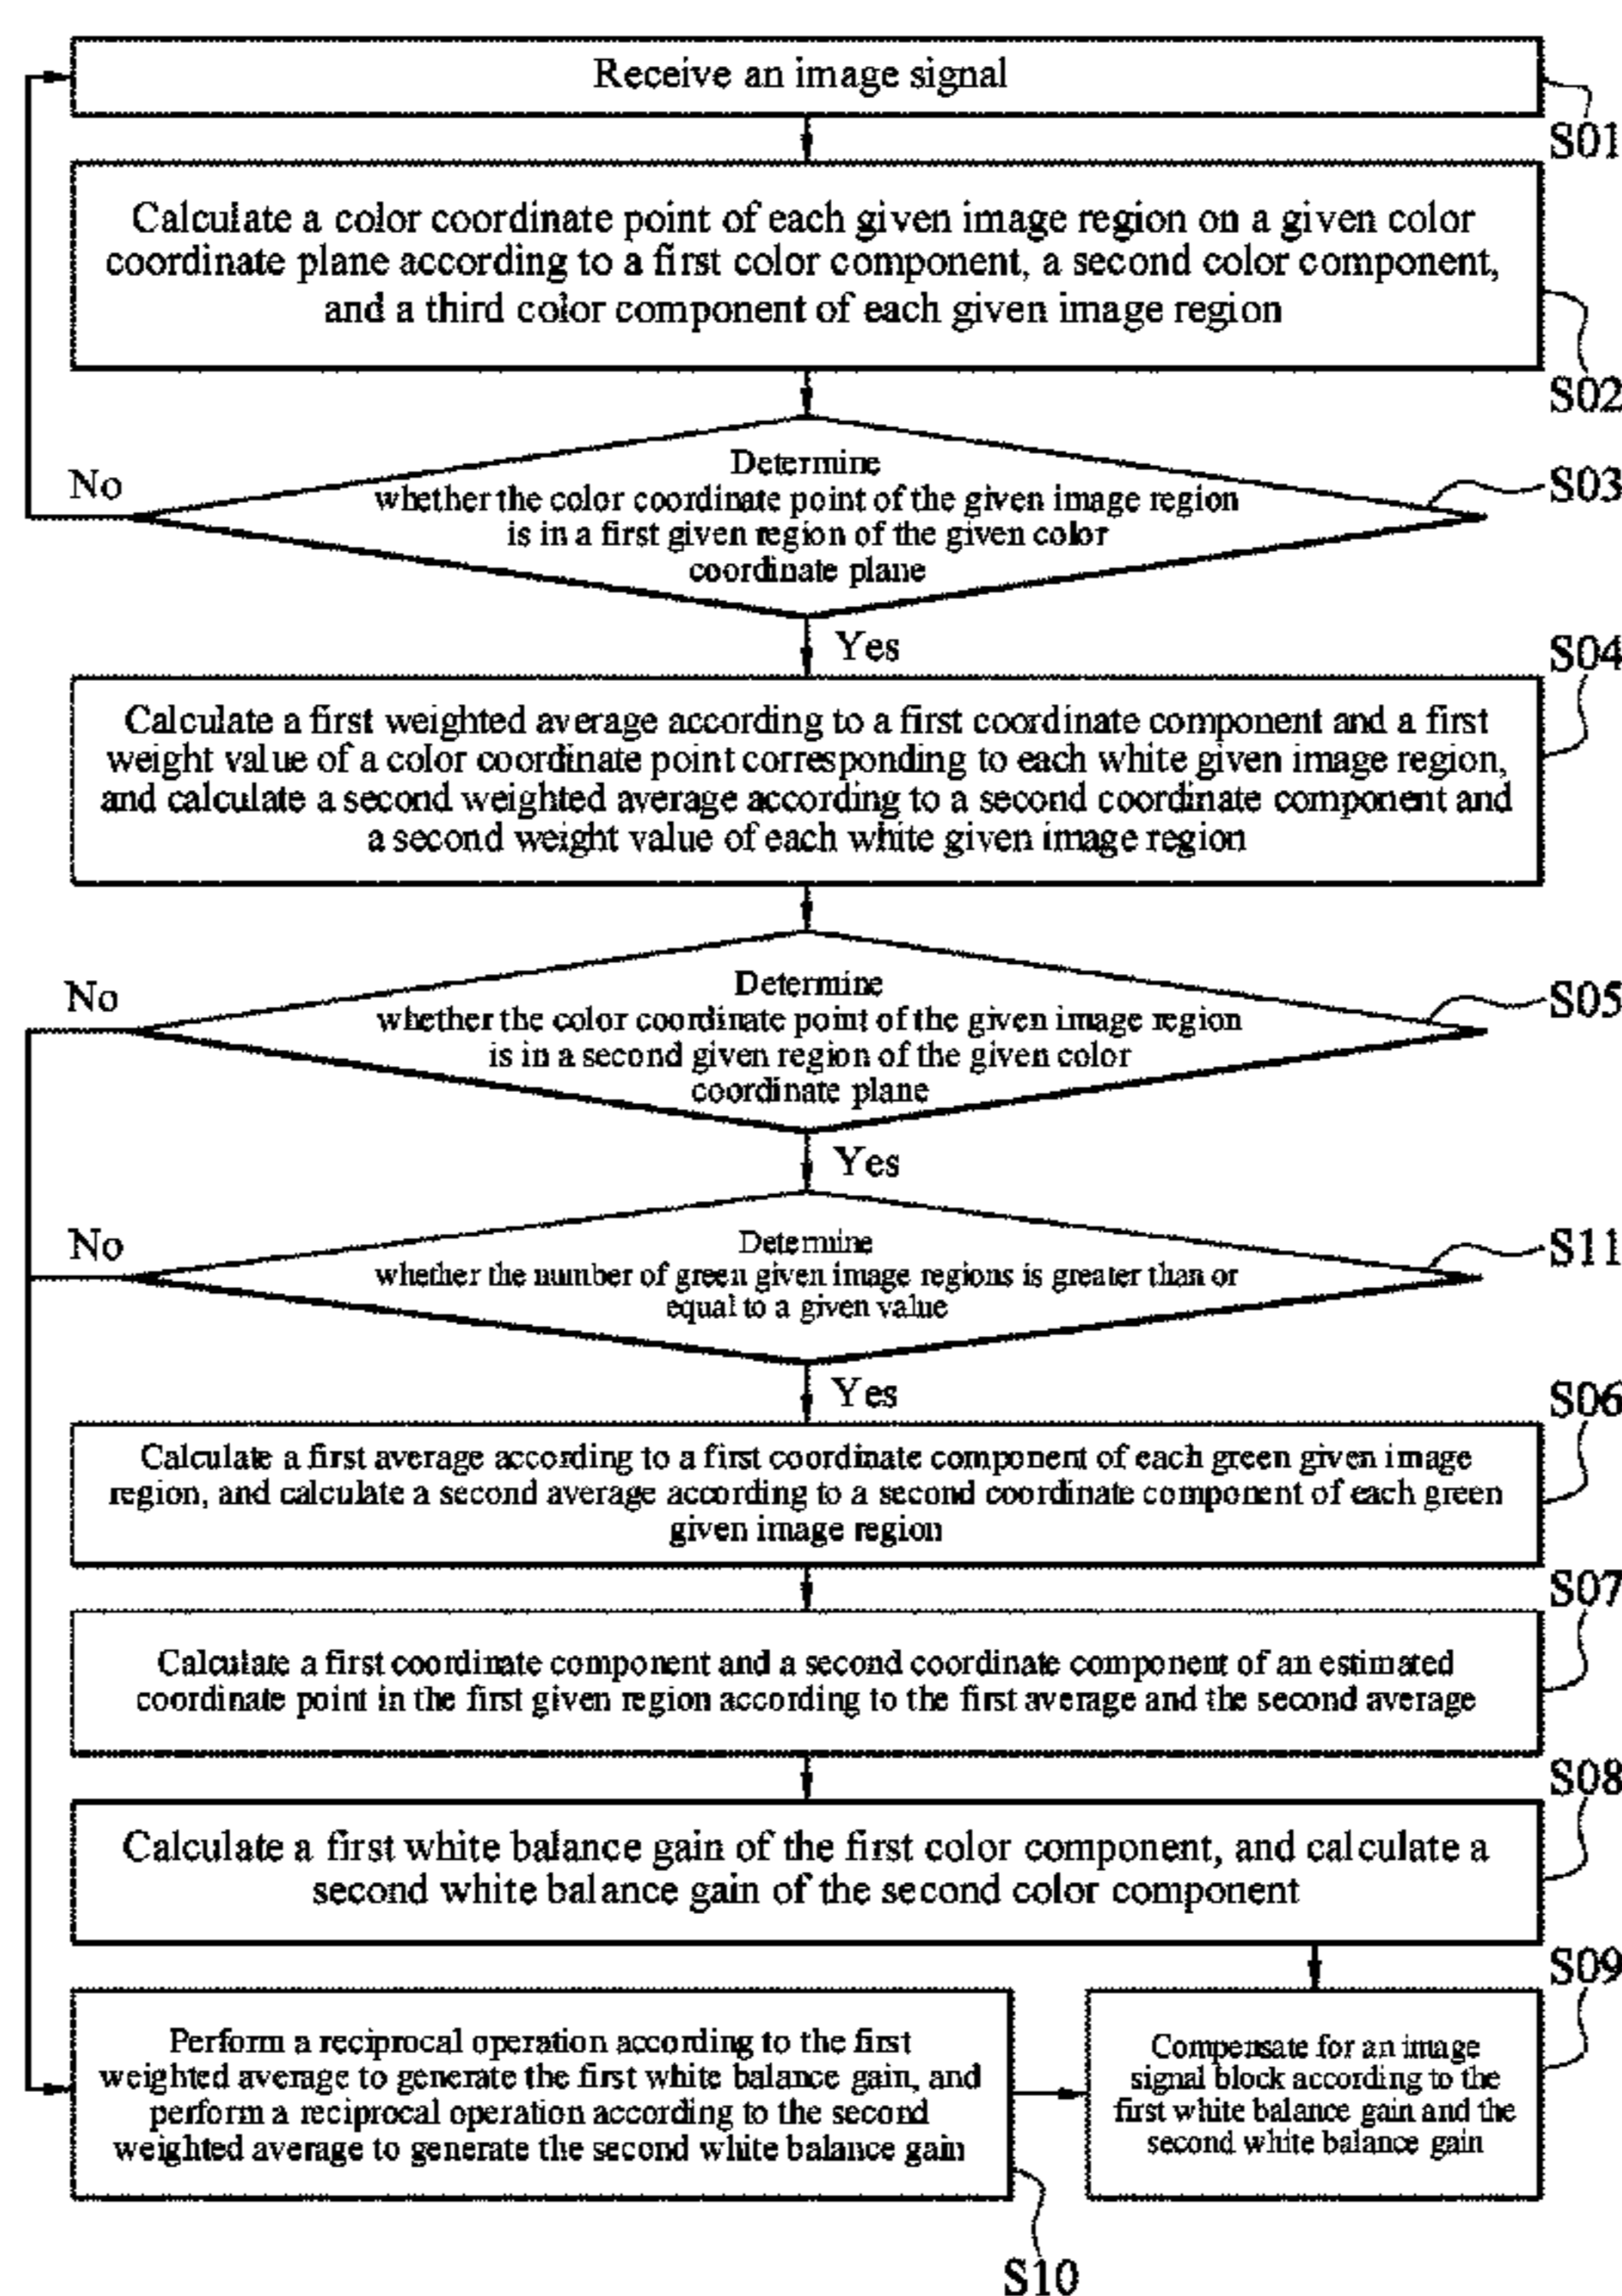 Receive an image signal
S01
Calculate a color coordinate point of each given image region on a given color
coordinate plane according to a first color component, a second color component,
and a third color component of each given image region
S02
Determine
whether the color coordinate point of the given image region
is in a first given region of the given color
coordinate plane
No
S03
Yes
S04
Calculate a first weighted average according to a first coordinate component and a first
weight value of a color coordinate point corresponding to each white given image region,
and calculate a second weighted average according to a second coordinate component and
a second weight value of each white given image region
Determine
whether the color coordinate point of the given image region
is in a second given region of the given color
coordinate plane
No
S05
Yes
Determine
whether the number of green given image regions is greater than or
equal to a given value
No
S11
Yes
S06
Calculate a first average according to a first coordinate component of each green given image
region, and calculate a second average according to a second coordinate component of each green
given image region
S07
Calculate a first coordinate component and a second coordinate component of an estimated
coordinate point in the first given region according to the first average and the second average
S08
Calculate a first white balance gain of the first color component, and calculate a
second white balance gain of the second color component
S09
Perform a reciprocal operation according to the first
weighted average to generate the first white balance gain, and
perform a reciprocal operation according to the second
weighted average to generate the second white balance gain
Compensate for an image
signal block according to the
first white balance gain and the
second white balance gain
S10